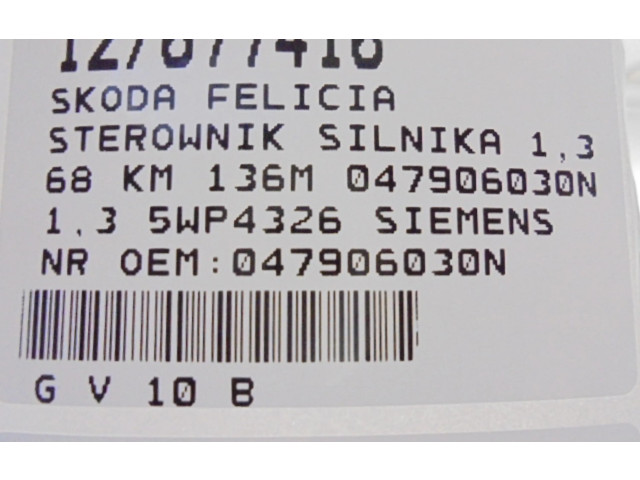 SKODA FELICIA
STEROWNIK SILNIKA 1,3
68 KM 136M 047906030N
1,3 5WP4326 SIEMENS
NR OEM:047906030N
G V 10 B